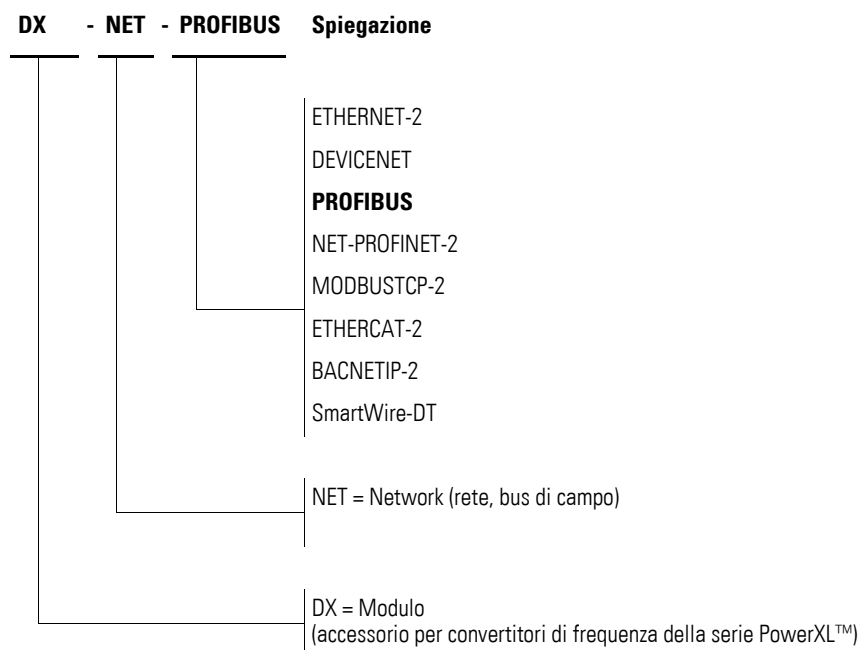 DX - NET - PROFIBUS Spiegazione
ETHERNET-2
DEVICENET
PROFIBUS
NET-PROFINET-2
MODBUSTCP-2
ETHERCAT-2
BACNETIP-2
SmartWire-DT
NET = Network (rete, bus di campo)
DX = Modulo
(accessorio per convertitori di frequenza della serie PowerXL™)